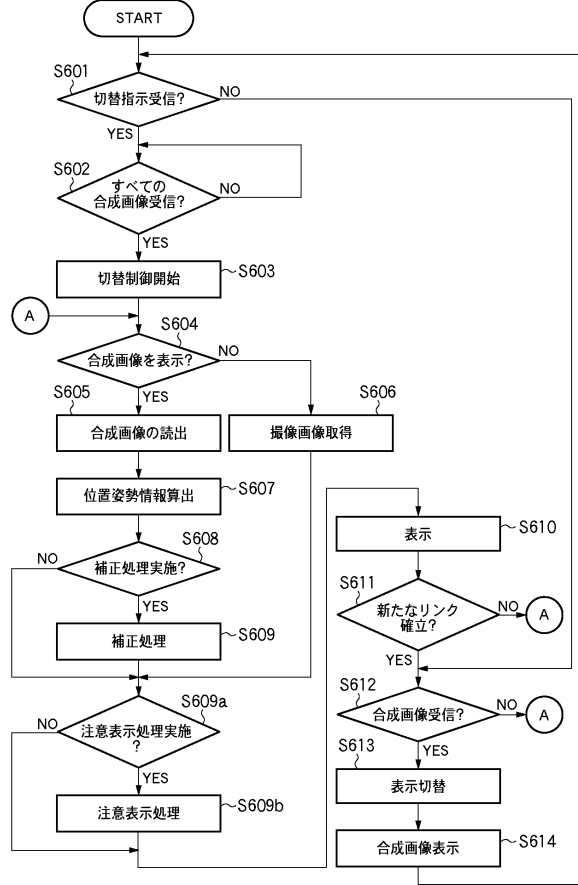 START
S601
切替指示受信?
NO
YES
S602
すべての
合成画像受信?
NO
YES
切替制御開始
S603
A
S604
合成画像を表示?
NO
YES
S605
合成画像の読出
S606
撮像画像取得
位置姿勢情報算出
S607
S608
補正処理実施?
NO
YES
補正処理
S609
S609a
注意表示処理実施
?
NO
YES
注意表示処理
S609b
表示
S610
S611
新たなリンク
確立?
NO
A
YES
S612
合成画像受信?
NO
A
YES
S613
表示切替
合成画像表示
S614